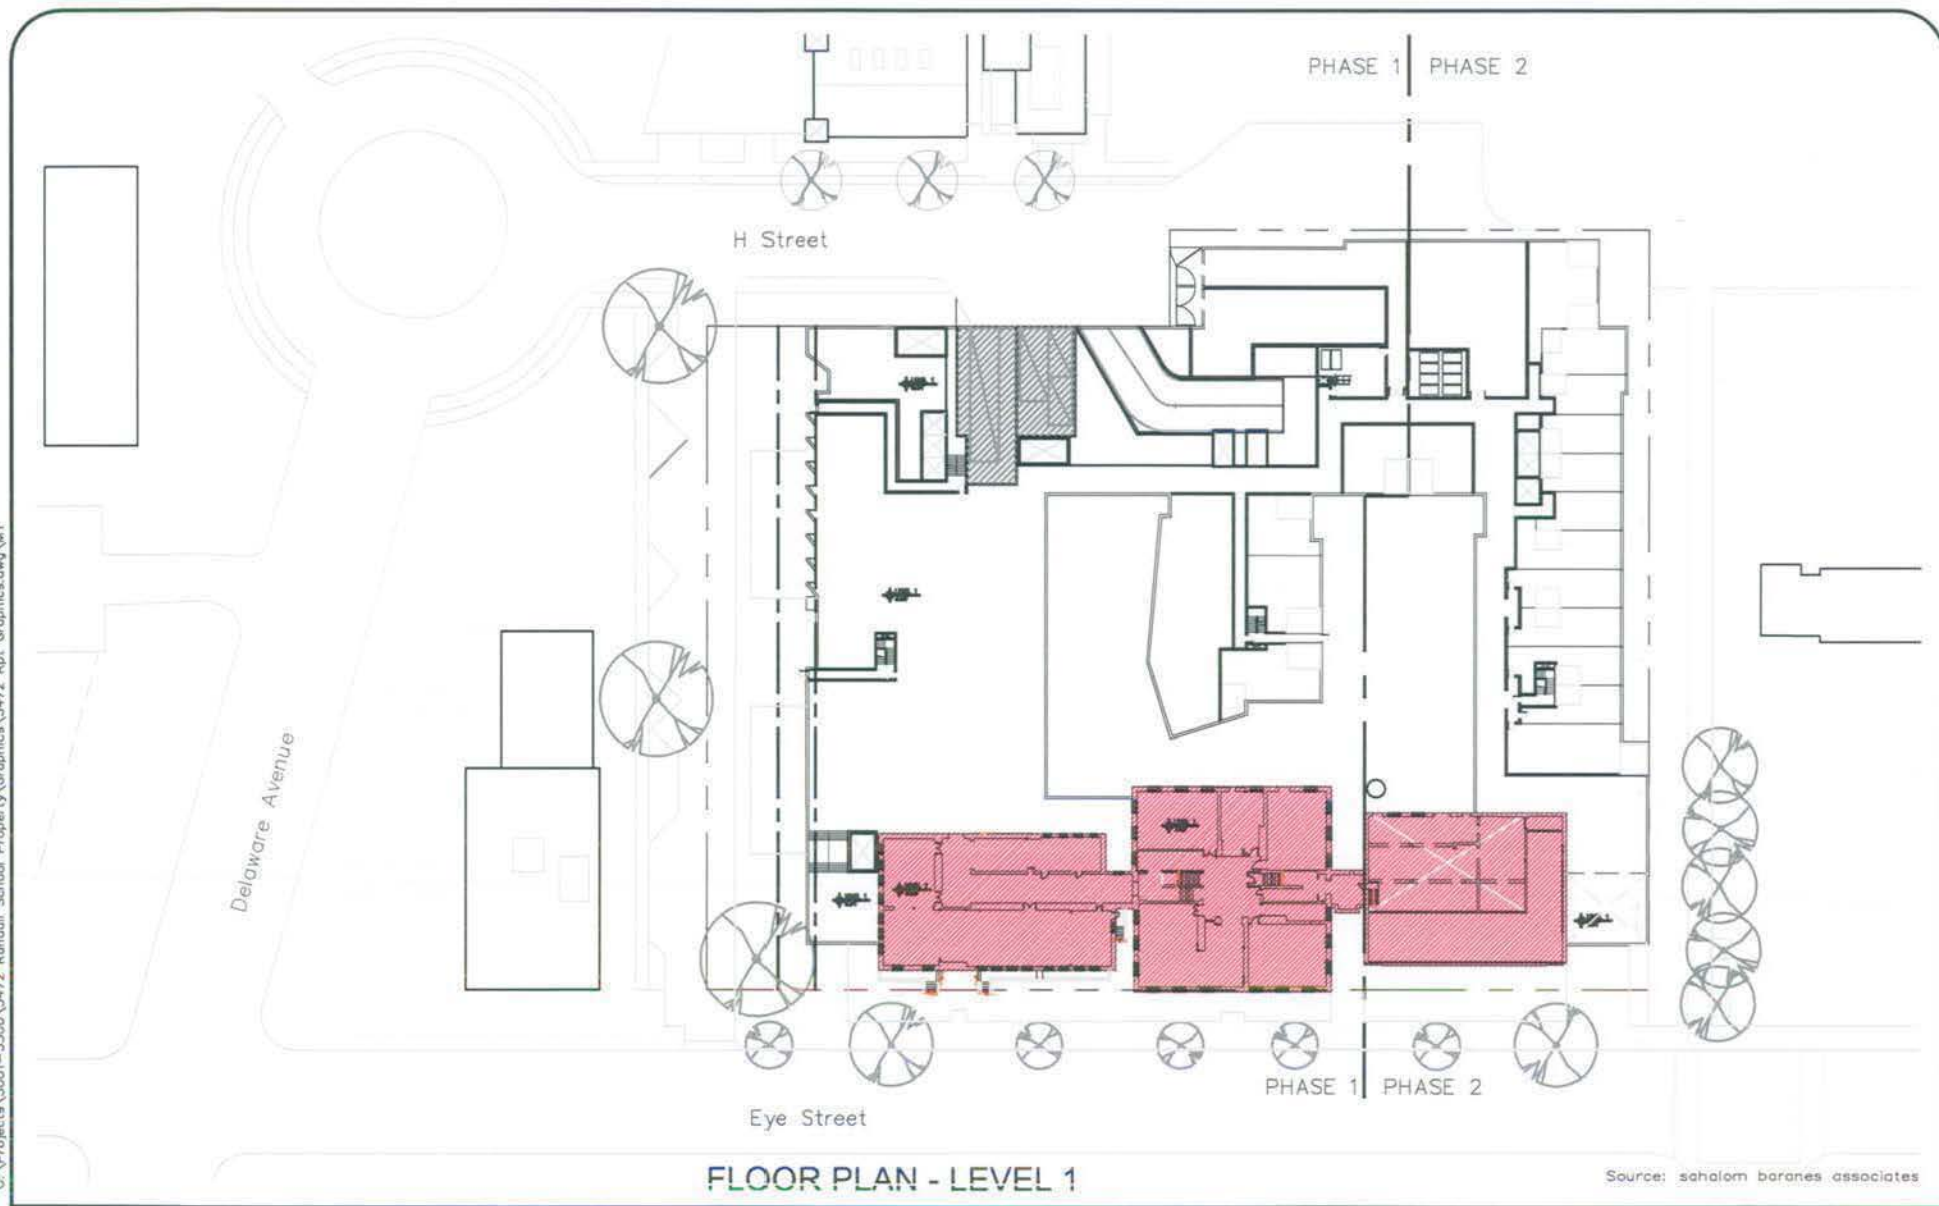 PHASE 1 PHASE 2
H Street
Delaware Avenue
PHASE 1 PHASE 2
Eye Street
FLOOR PLAN - LEVEL 1
Source: sahalom baranes associates